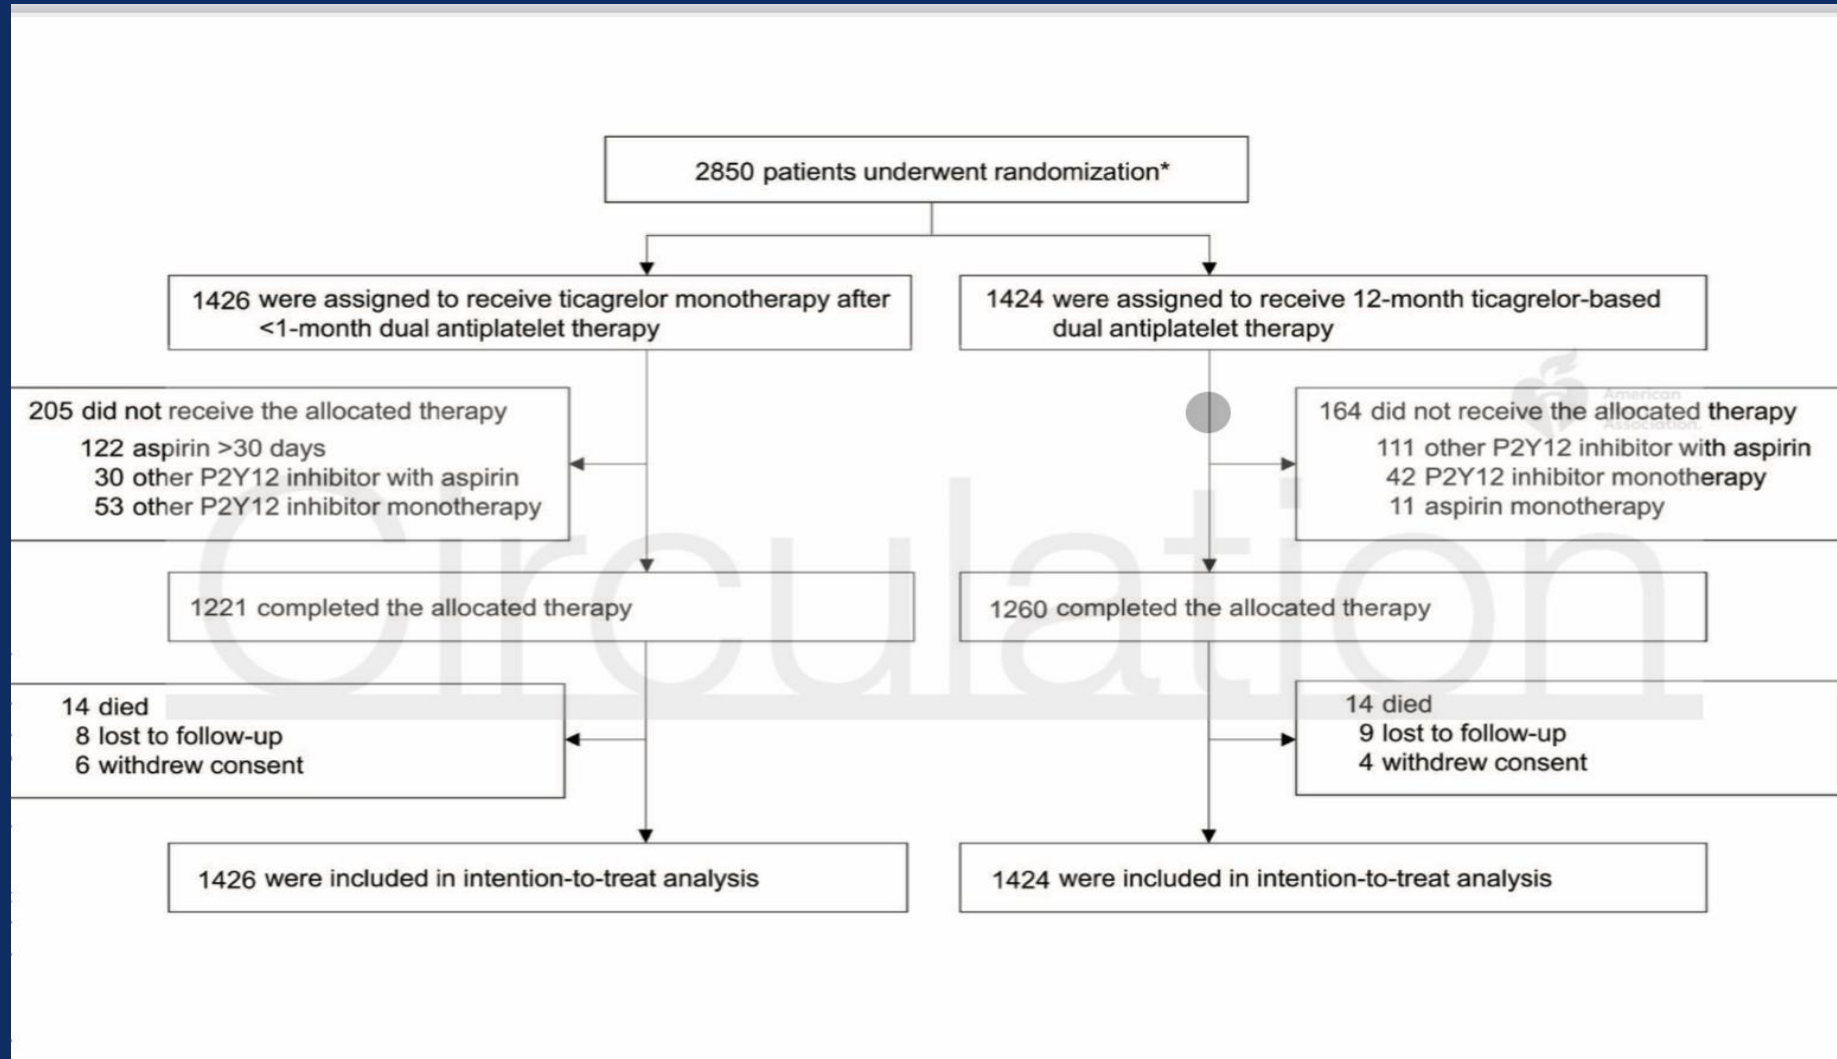 2850 patients underwent randomization*
1426 were assigned to receive ticagrelor monotherapy after
<1-month dual antiplatelet therapy
1424 were assigned to receive 12-month ticagrelor-based
dual antiplatelet therapy
205 did not receive the allocated therapy
122 aspirin >30 days
30 other P2Y12 inhibitor with aspirin
53 other P2Y12 inhibitor monotherapy
American
Association.
164 did not receive the allocated therapy
111 other P2Y12 inhibitor with aspirin
42 P2Y12 inhibitor monotherapy
11 aspirin monotherapy
Circulation
1221 completed the allocated therapy
1260 completed the allocated therapy
14 died
8 lost to follow-up
6 withdrew consent
14 died
9 lost to follow-up
4 withdrew consent
1426 were included in intention-to-treat analysis
1424 were included in intention-to-treat analysis